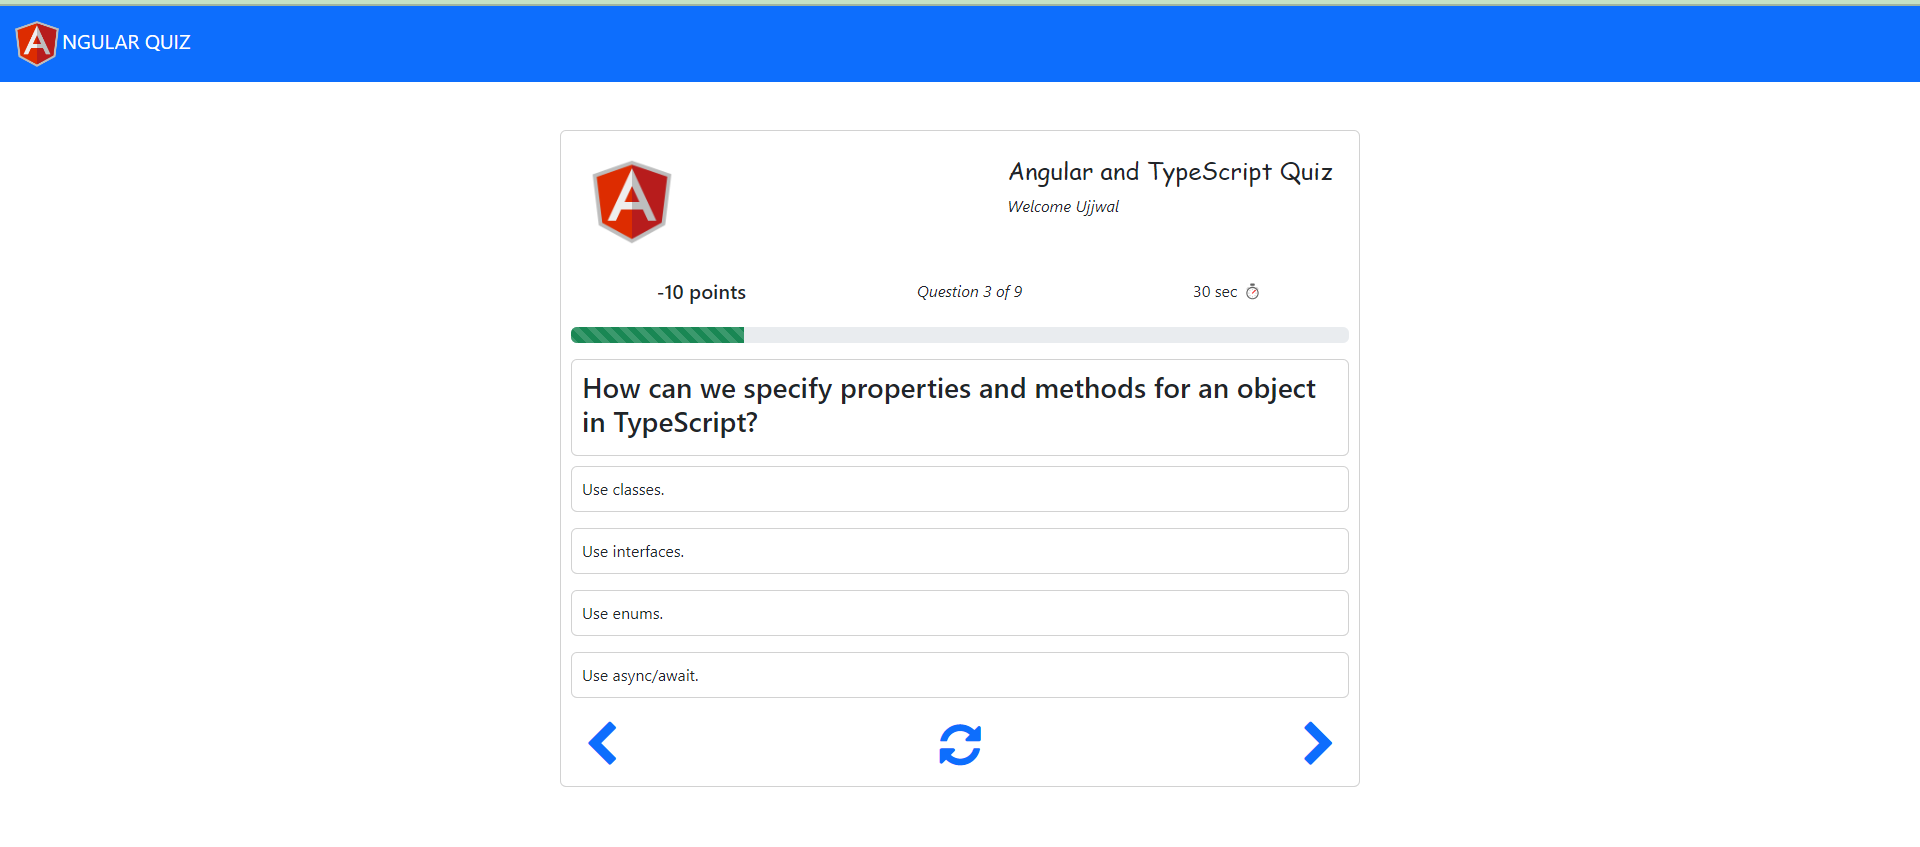 NGULAR QUIZ
Angular and TypeScript Quiz
Welcome Ujjwal
-10 points
Question 3 of 9
30 sec
How can we specify properties and methods for an object
in TypeScript?
Use classes.
Use interfaces.
Use enums.
Use async/await.